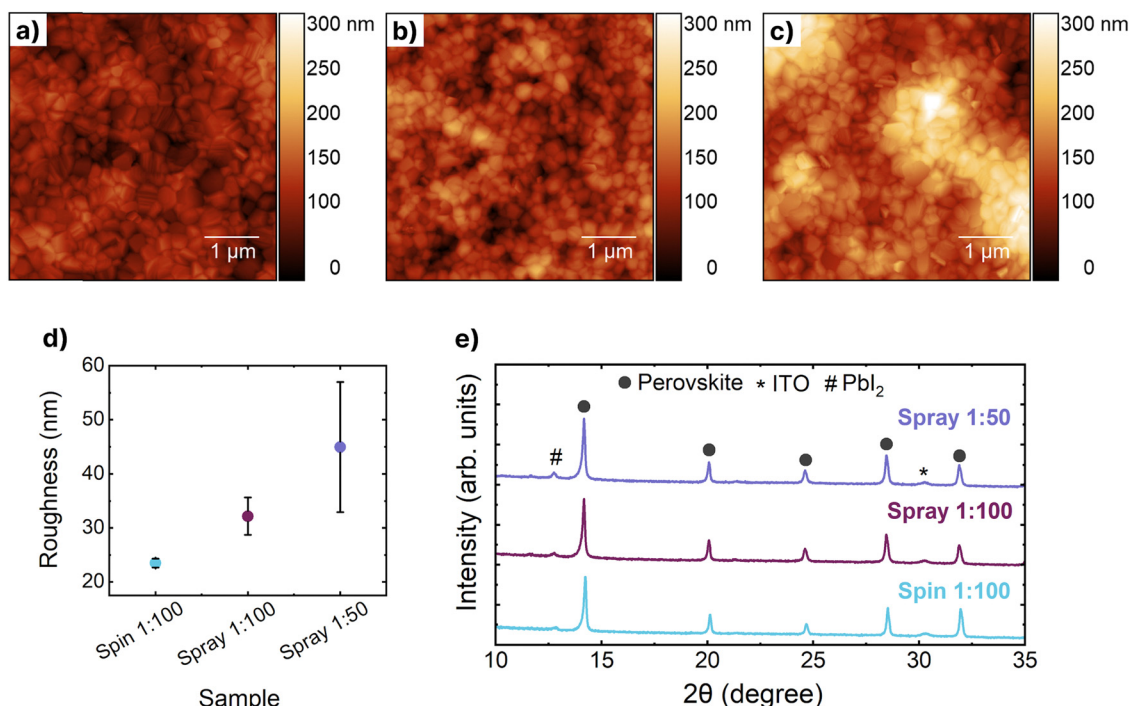 a)
300 nm
250
200
150
100
0
1 µm
b)
300 nm
250
200
150
100
0
1 µm
c)
300 nm
250
200
150
100
0
1 µm
d)
Roughness (nm)
60
50
40
30
20
Spin 1:100
Spray 1:100
Spray 1:50
Sample
e)
Intensity (arb. units)
Perovskite * ITO # PbI₂
Spray 1:50
#
*
Spray 1:100
Spin 1:100
10 15 20 25 30 35
2θ (degree)